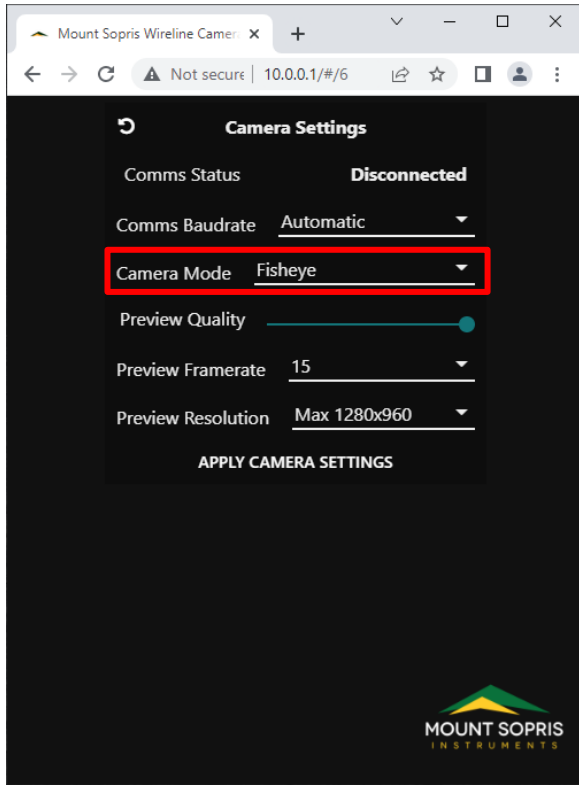 Mount Sopris Wireline Camer
Not secure 10.0.0.1/#/6
Camera Settings
Comms Status Disconnected
Comms Baudrate Automatic
Camera Mode Fisheye
Preview Quality
Preview Framerate 15
Preview Resolution Max 1280x960
APPLY CAMERA SETTINGS
MOUNT SOPRIS
INSTRUMENTS